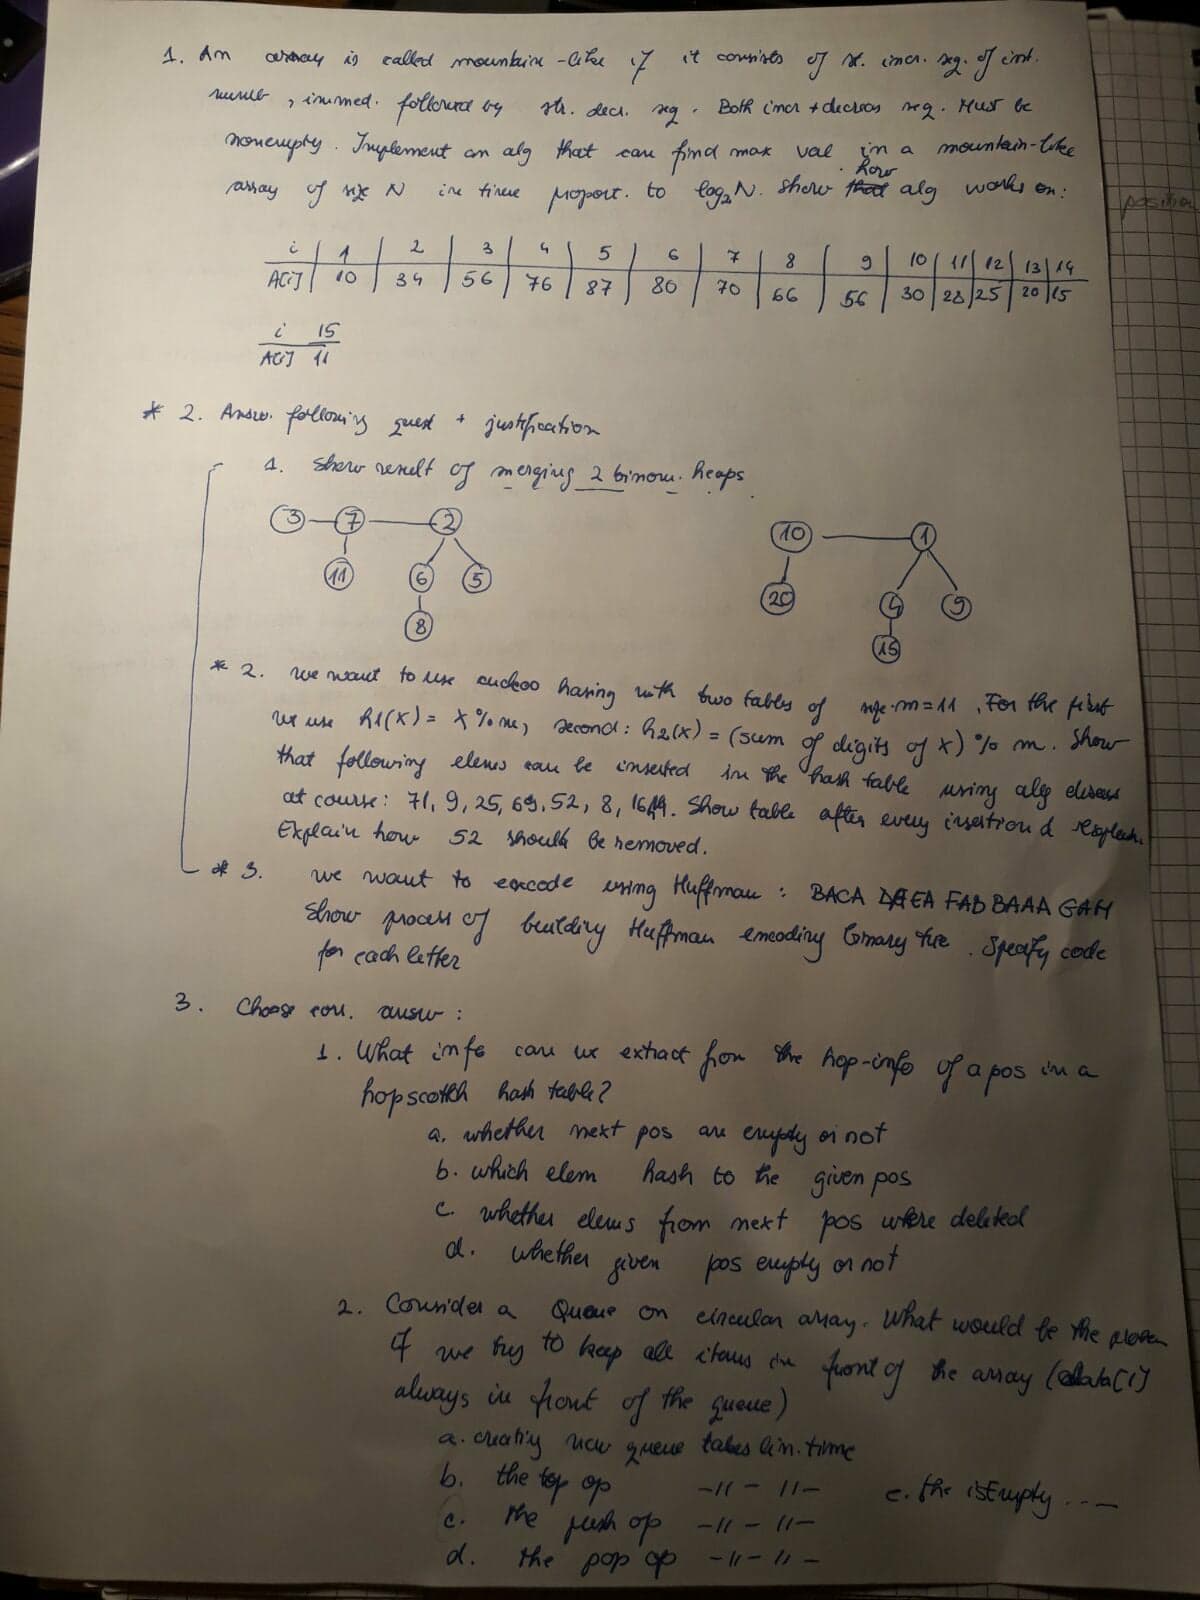 1. An array is called mountain-like if it consists of st. incr. seq. of int.
numb, immed. followed by str. decr. seq. Both incr + decreas seq. Must be
nonempty. Implement an alg that can find max val in a mountain-like
array of size N in time proport. to log2 N. Show how alg works on:
position
i 1 2 3 4 5 6 7 8 9 10 11 12 13 14
A[i] 10 34 56 76 87 80 70 66 56 30 28 25 20 15
i 15
A[i] 11
* 2. Answ. following quest + justification
1. Show result of merging 2 binom. heaps
3 7 2 10 1
11 6 5 20 4 9
8 15
* 2. we want to use cuckoo hasing with two tables of size m=11, For the first
we use h1(x) = x % m, second: h2(x) = (sum of digits of x) % m. Show
that following elems can be inserted in the hash table using alg discuss
at course: 71, 9, 25, 69, 52, 8, Show table after every insertion &
Explain how 52 should be removed.
* 3. we want to encode using Huffman: BACA EA FAB BAAA GAH
Show process of building Huffman encoding binary tree. Specify code
for each letter
3. Choose corr. answ:
1. What info can we extract from the hop-info of a pos in a
hopscotch hash table?
a. whether next pos are empty or not
b. which elem hash to the given pos
c. whether elems from next pos where deleted
d. whether given pos empty or not
2. Consider a Queue on circular array. What would be the
if we try to keep all items in front of the array (data[1]
always in front of the queue)
a. creating new queue takes lin. time
b. the top op -11- 11- e. the isEmpty ...
c. the push op -11- 11-
d. the pop op -11- 11-